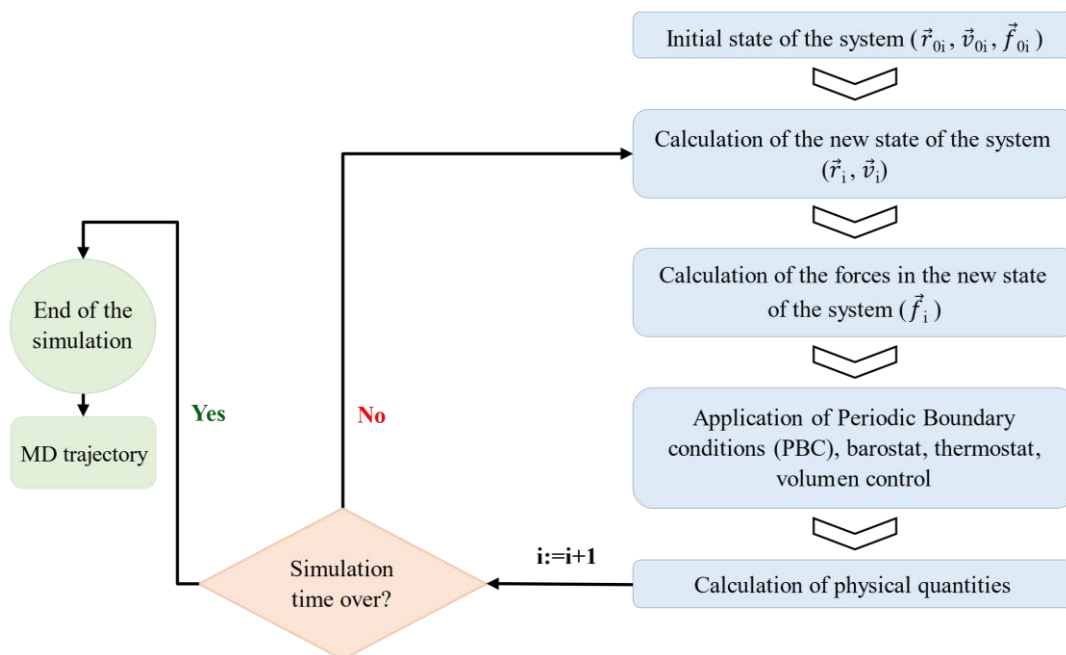 Initial state of the system (r⃗₀ᵢ, v⃗₀ᵢ, f⃗₀ᵢ)
Calculation of the new state of the system
(r⃗ᵢ, v⃗ᵢ)
Calculation of the forces in the new state
of the system (f⃗ᵢ)
Application of Periodic Boundary
conditions (PBC), barostat, thermostat,
volumen control
Calculation of physical quantities
i:=i+1
Simulation
time over?
No
Yes
End of the
simulation
MD trajectory